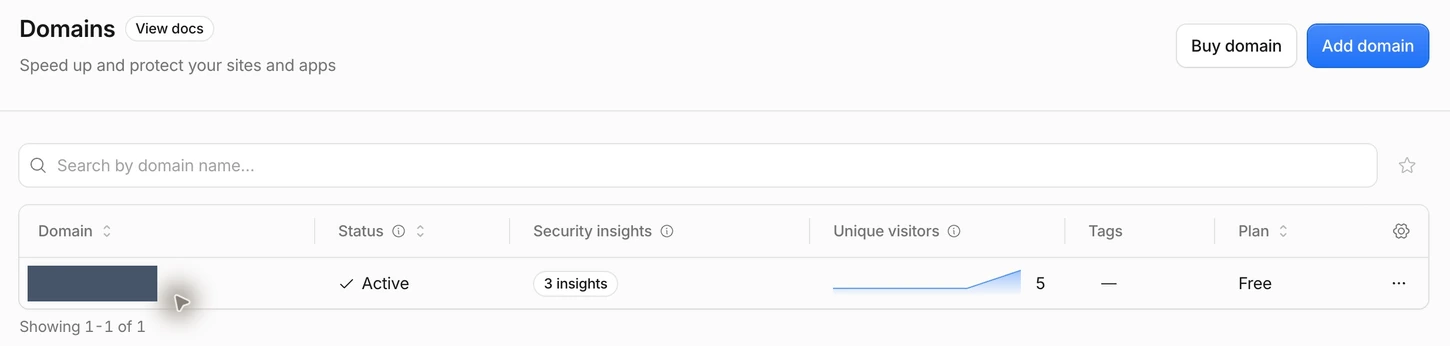 Domains View docs
Buy domain Add domain
Speed up and protect your sites and apps
Search by domain name...
Domain Status Security insights Unique visitors Tags Plan
Active 3 insights 5 — Free ...
Showing 1-1 of 1